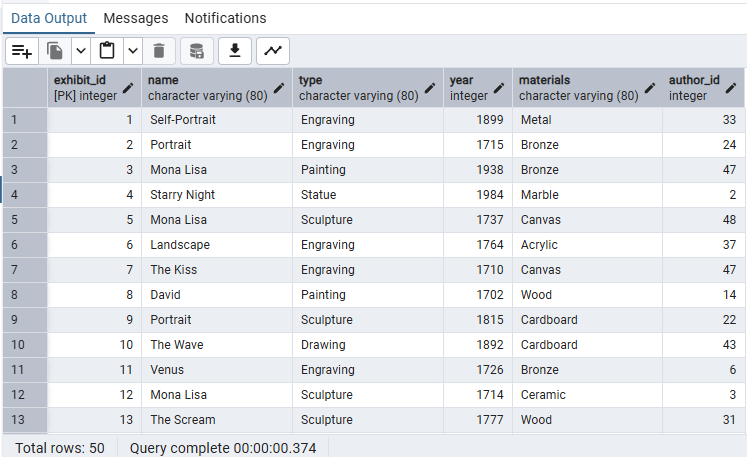 Data Output Messages Notifications
exhibit_id name type year materials author_id
[PK] integer character varying (80) character varying (80) integer character varying (80) integer
1 1 Self-Portrait Engraving 1899 Metal 33
2 2 Portrait Engraving 1715 Bronze 24
3 3 Mona Lisa Painting 1938 Bronze 47
4 4 Starry Night Statue 1984 Marble 2
5 5 Mona Lisa Sculpture 1737 Canvas 48
6 6 Landscape Engraving 1764 Acrylic 37
7 7 The Kiss Engraving 1710 Canvas 47
8 8 David Painting 1702 Wood 14
9 9 Portrait Sculpture 1815 Cardboard 22
10 10 The Wave Drawing 1892 Cardboard 43
11 11 Venus Engraving 1726 Bronze 6
12 12 Mona Lisa Sculpture 1714 Ceramic 3
13 13 The Scream Sculpture 1777 Wood 31
Total rows: 50 Query complete 00:00:00.374